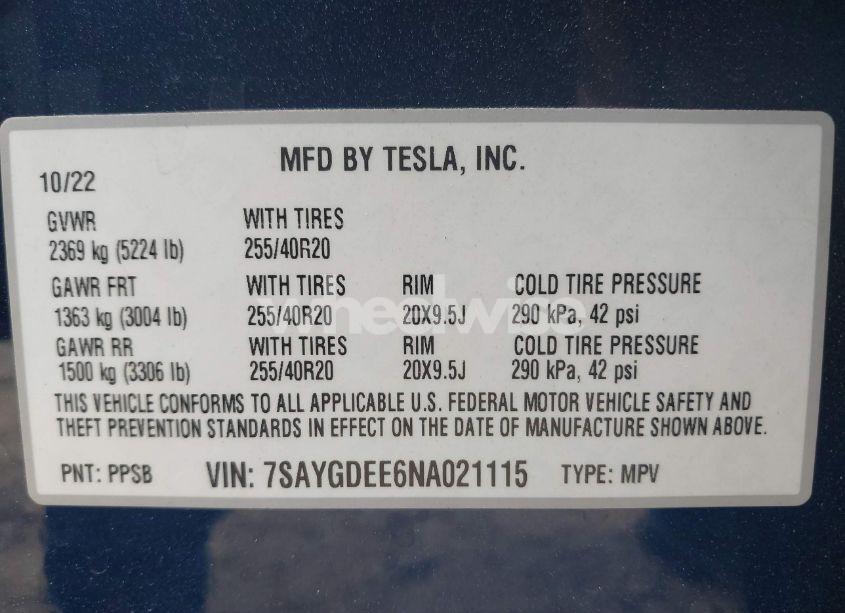 MFD BY TESLA, INC.
10/22
GVWR WITH TIRES
2369 kg (5224 lb) 255/40R20
GAWR FRT WITH TIRES RIM COLD TIRE PRESSURE
1363 kg (3004 lb) 255/40R20 20X9.5J 290 kPa, 42 psi
GAWR RR WITH TIRES RIM COLD TIRE PRESSURE
1500 kg (3306 lb) 255/40R20 20X9.5J 290 kPa, 42 psi
THIS VEHICLE CONFORMS TO ALL APPLICABLE U.S. FEDERAL MOTOR VEHICLE SAFETY AND
THEFT PREVENTION STANDARDS IN EFFECT ON THE DATE OF MANUFACTURE SHOWN ABOVE.
PNT: PPSB VIN: 7SAYGDEE6NA021115 TYPE: MPV
wheelwise